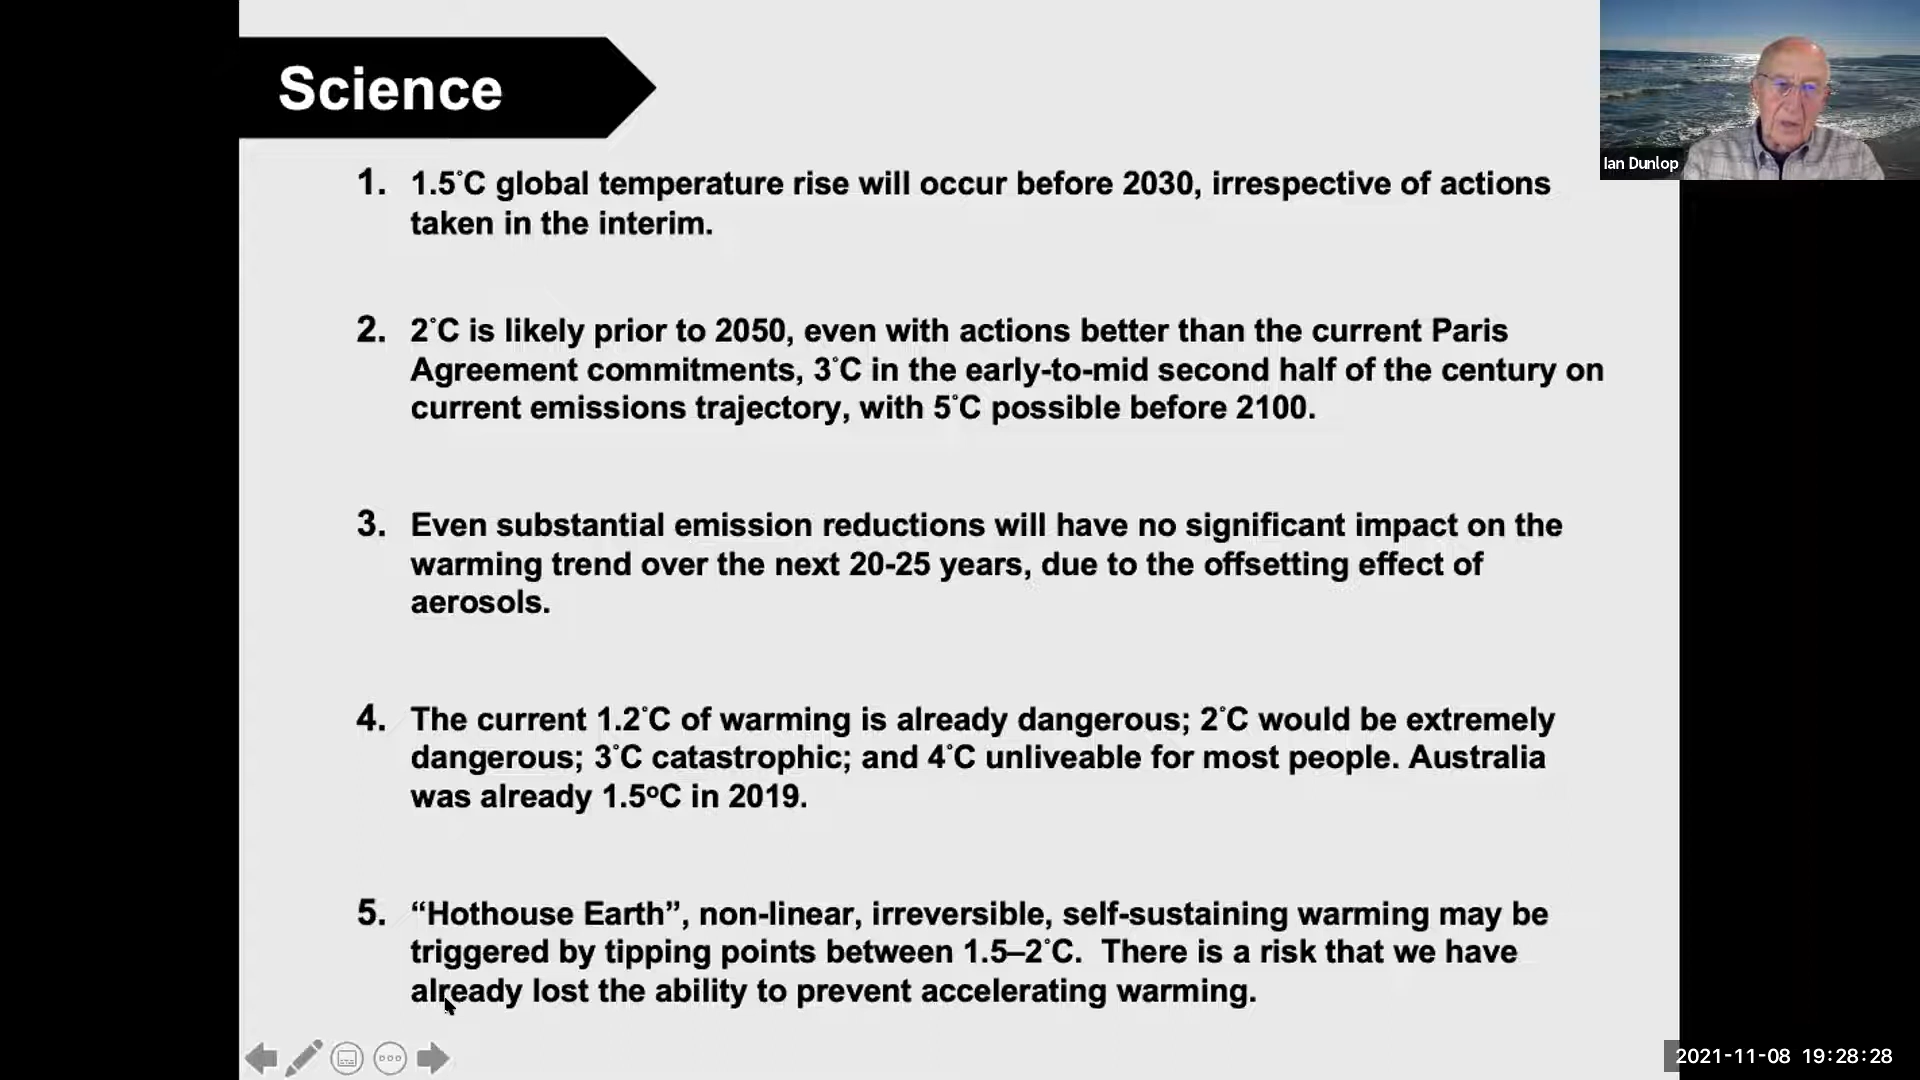 Science
Ian Dunlop
1. 1.5°C global temperature rise will occur before 2030, irrespective of actions
taken in the interim.
2. 2°C is likely prior to 2050, even with actions better than the current Paris
Agreement commitments, 3°C in the early-to-mid second half of the century on
current emissions trajectory, with 5°C possible before 2100.
3. Even substantial emission reductions will have no significant impact on the
warming trend over the next 20-25 years, due to the offsetting effect of
aerosols.
4. The current 1.2°C of warming is already dangerous; 2°C would be extremely
dangerous; 3°C catastrophic; and 4°C unliveable for most people. Australia
was already 1.5ºC in 2019.
5. “Hothouse Earth”, non-linear, irreversible, self-sustaining warming may be
triggered by tipping points between 1.5–2°C. There is a risk that we have
already lost the ability to prevent accelerating warming.
2021-11-08 19:28:28